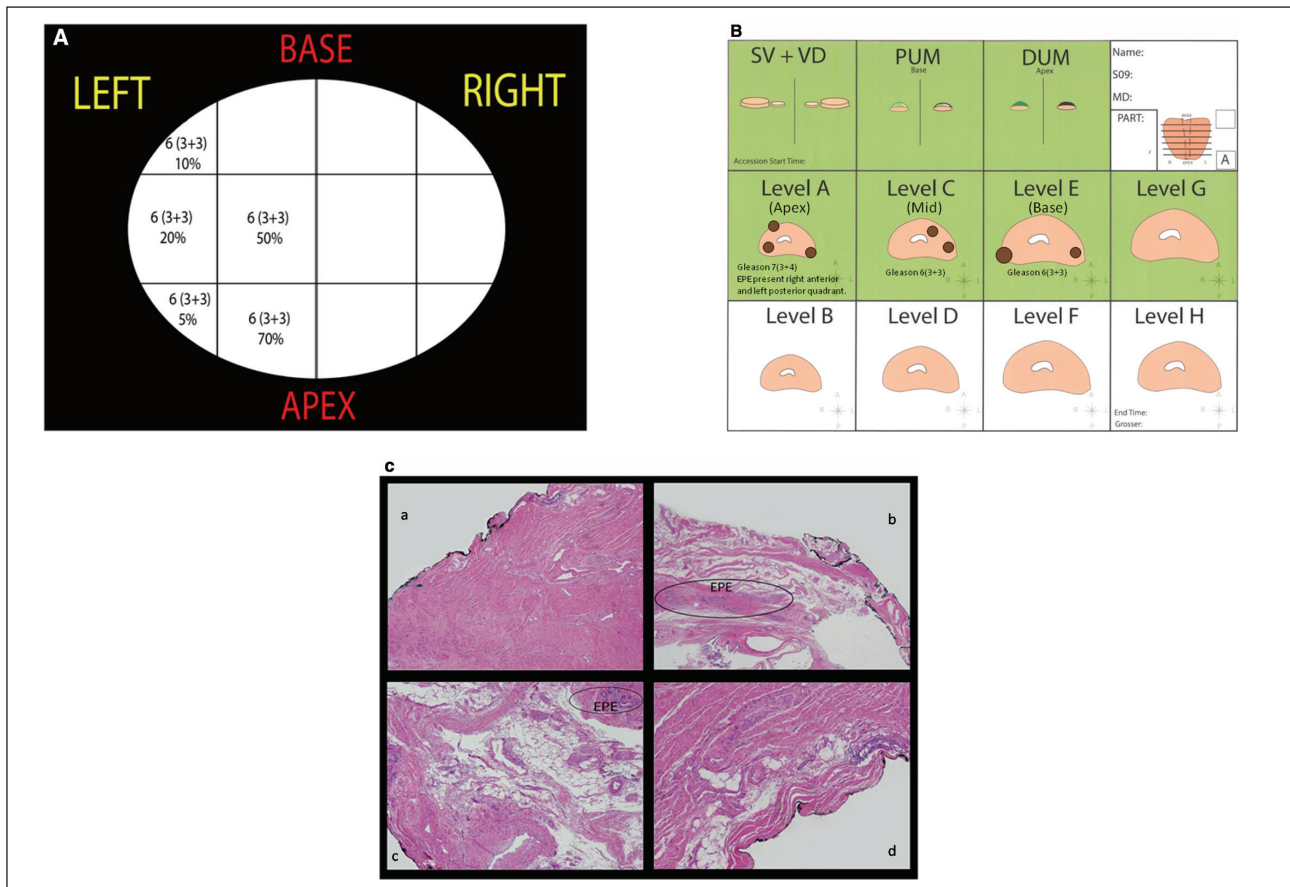 A
BASE
LEFT
RIGHT
6 (3+3)
10%
6 (3+3)
20%
6 (3+3)
50%
6 (3+3)
5%
6 (3+3)
70%
APEX
B
SV + VD
Accession Start Time:
PUM
Base
DUM
Apex
Name:
S09:
MD:
PART:
,
BASE
R APEX L
A
Level A
(Apex)
Gleason 7(3+4)
EPE present right anterior
and left posterior quadrant.
A
R L
P
Level C
(Mid)
Gleason 6(3+3)
A
R L
P
Level E
(Base)
Gleason 6(3+3)
A
R L
P
Level G
A
R L
P
Level B
A
R L
P
Level D
A
R L
P
Level F
A
R L
P
Level H
End Time:
Grosser:
A
R L
P
c
a
b
EPE
EPE
c
d